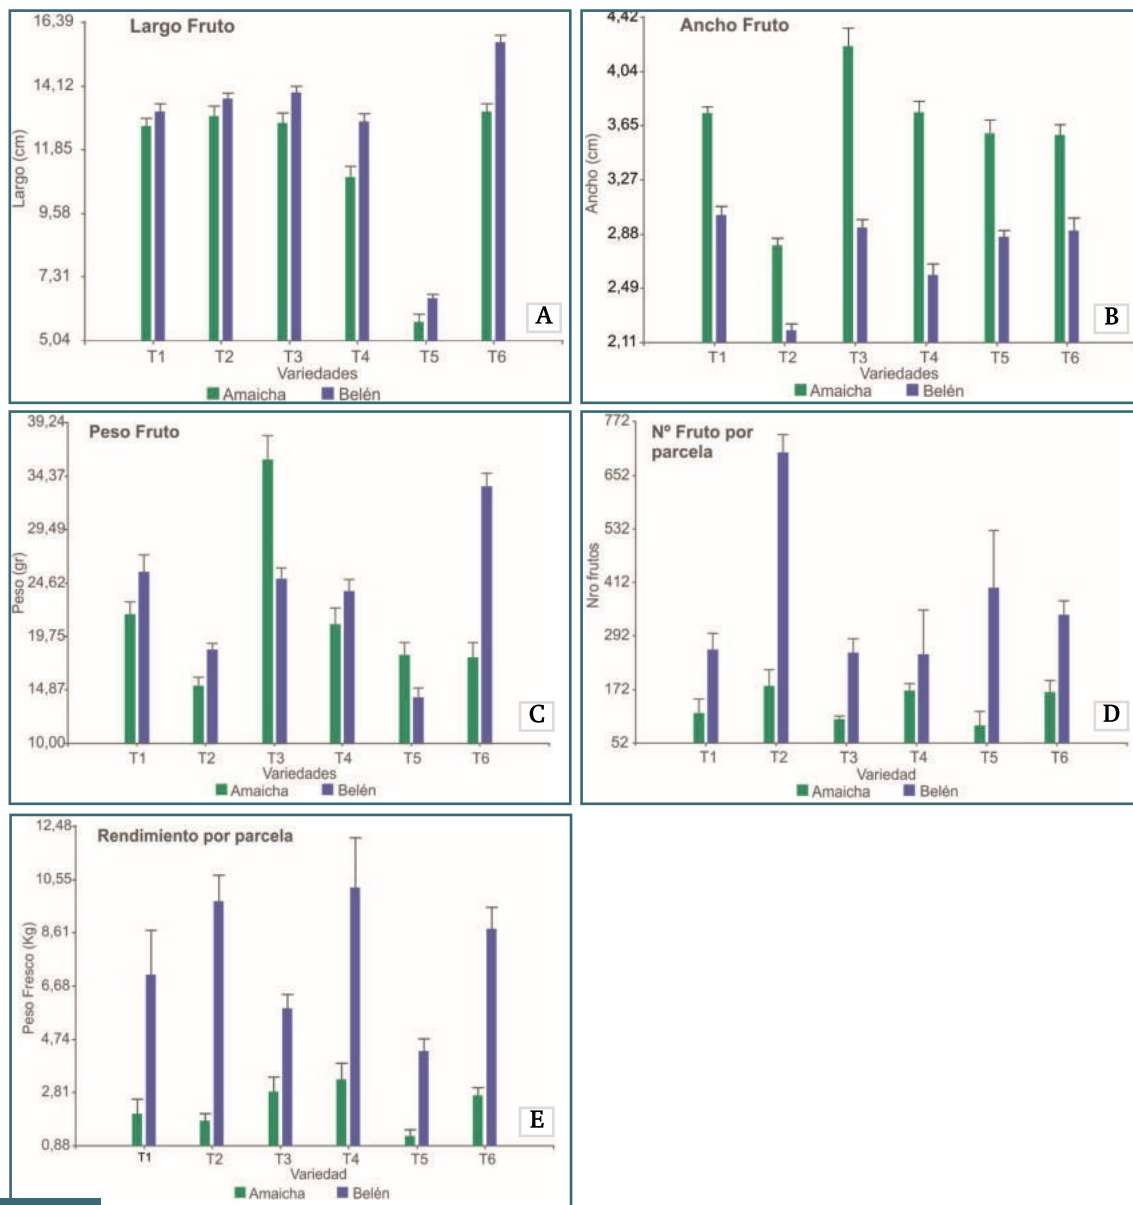 Largo Fruto
16,39
14,12
11,85
9,58
7,31
5,04
Largo (cm)
T1 T2 T3 T4 T5 T6
Variedades
Amaicha Belén
A
Ancho Fruto
4,42
4,04
3,65
3,27
2,88
2,49
2,11
Ancho (cm)
T1 T2 T3 T4 T5 T6
Variedades
Amaicha Belén
B
Peso Fruto
39,24
34,37
29,49
24,62
19,75
14,87
10,00
Peso (gr)
T1 T2 T3 T4 T5 T6
Variedades
Amaicha Belén
C
Nº Fruto por
parcela
772
652
532
412
292
172
52
Nro frutos
T1 T2 T3 T4 T5 T6
Variedad
Amaicha Belén
D
Rendimiento por parcela
12,48
10,55
8,61
6,68
4,74
2,81
0,88
Peso Fresco (Kg)
T1 T2 T3 T4 T5 T6
Variedad
Amaicha Belén
E